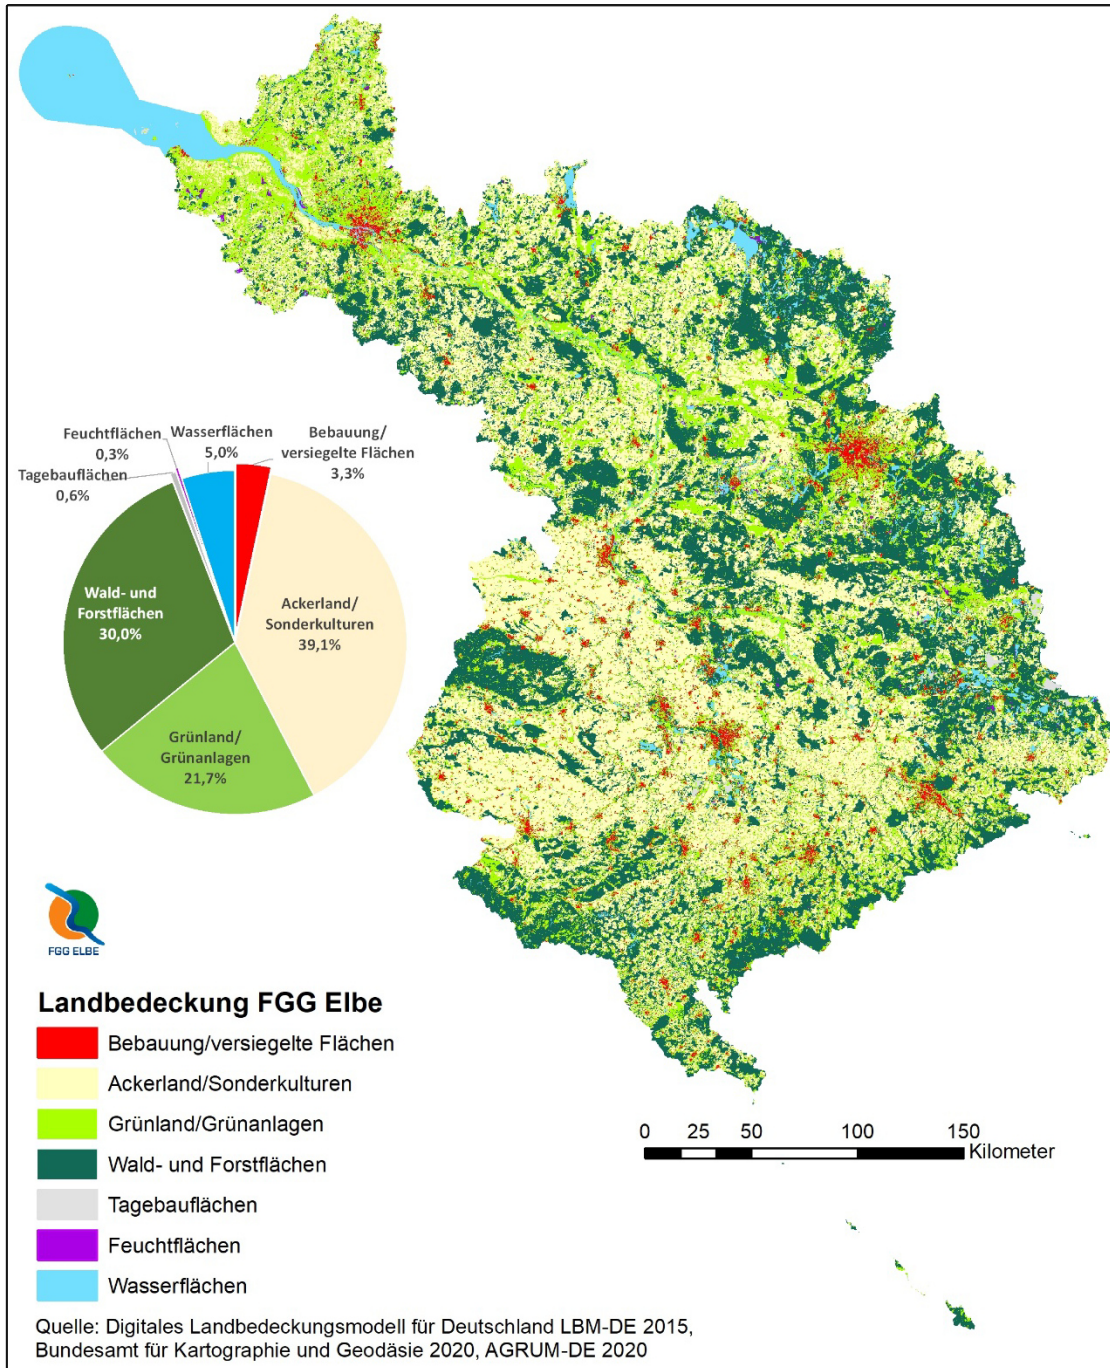 Feuchtflächen
0,3%
Wasserflächen
5,0%
Bebauung/
versiegelte Flächen
3,3%
Tagebauflächen
0,6%
Wald- und
Forstflächen
30,0%
Ackerland/
Sonderkulturen
39,1%
Grünland/
Grünanlagen
21,7%
FGG ELBE
Landbedeckung FGG Elbe
Bebauung/versiegelte Flächen
Ackerland/Sonderkulturen
Grünland/Grünanlagen
Wald- und Forstflächen
Tagebauflächen
Feuchtflächen
Wasserflächen
0 25 50 100 150
Kilometer
Quelle: Digitales Landbedeckungsmodell für Deutschland LBM-DE 2015,
Bundesamt für Kartographie und Geodäsie 2020, AGRUM-DE 2020